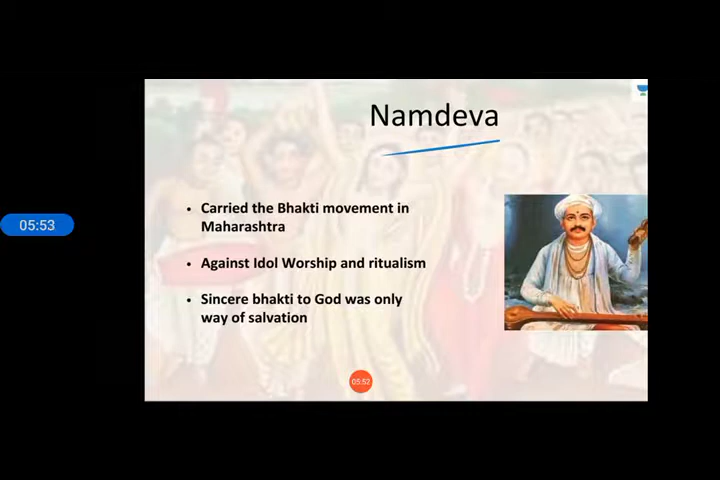 Namdeva
05:53
• Carried the Bhakti movement in
Maharashtra
• Against Idol Worship and ritualism
• Sincere bhakti to God was only
way of salvation
05:52